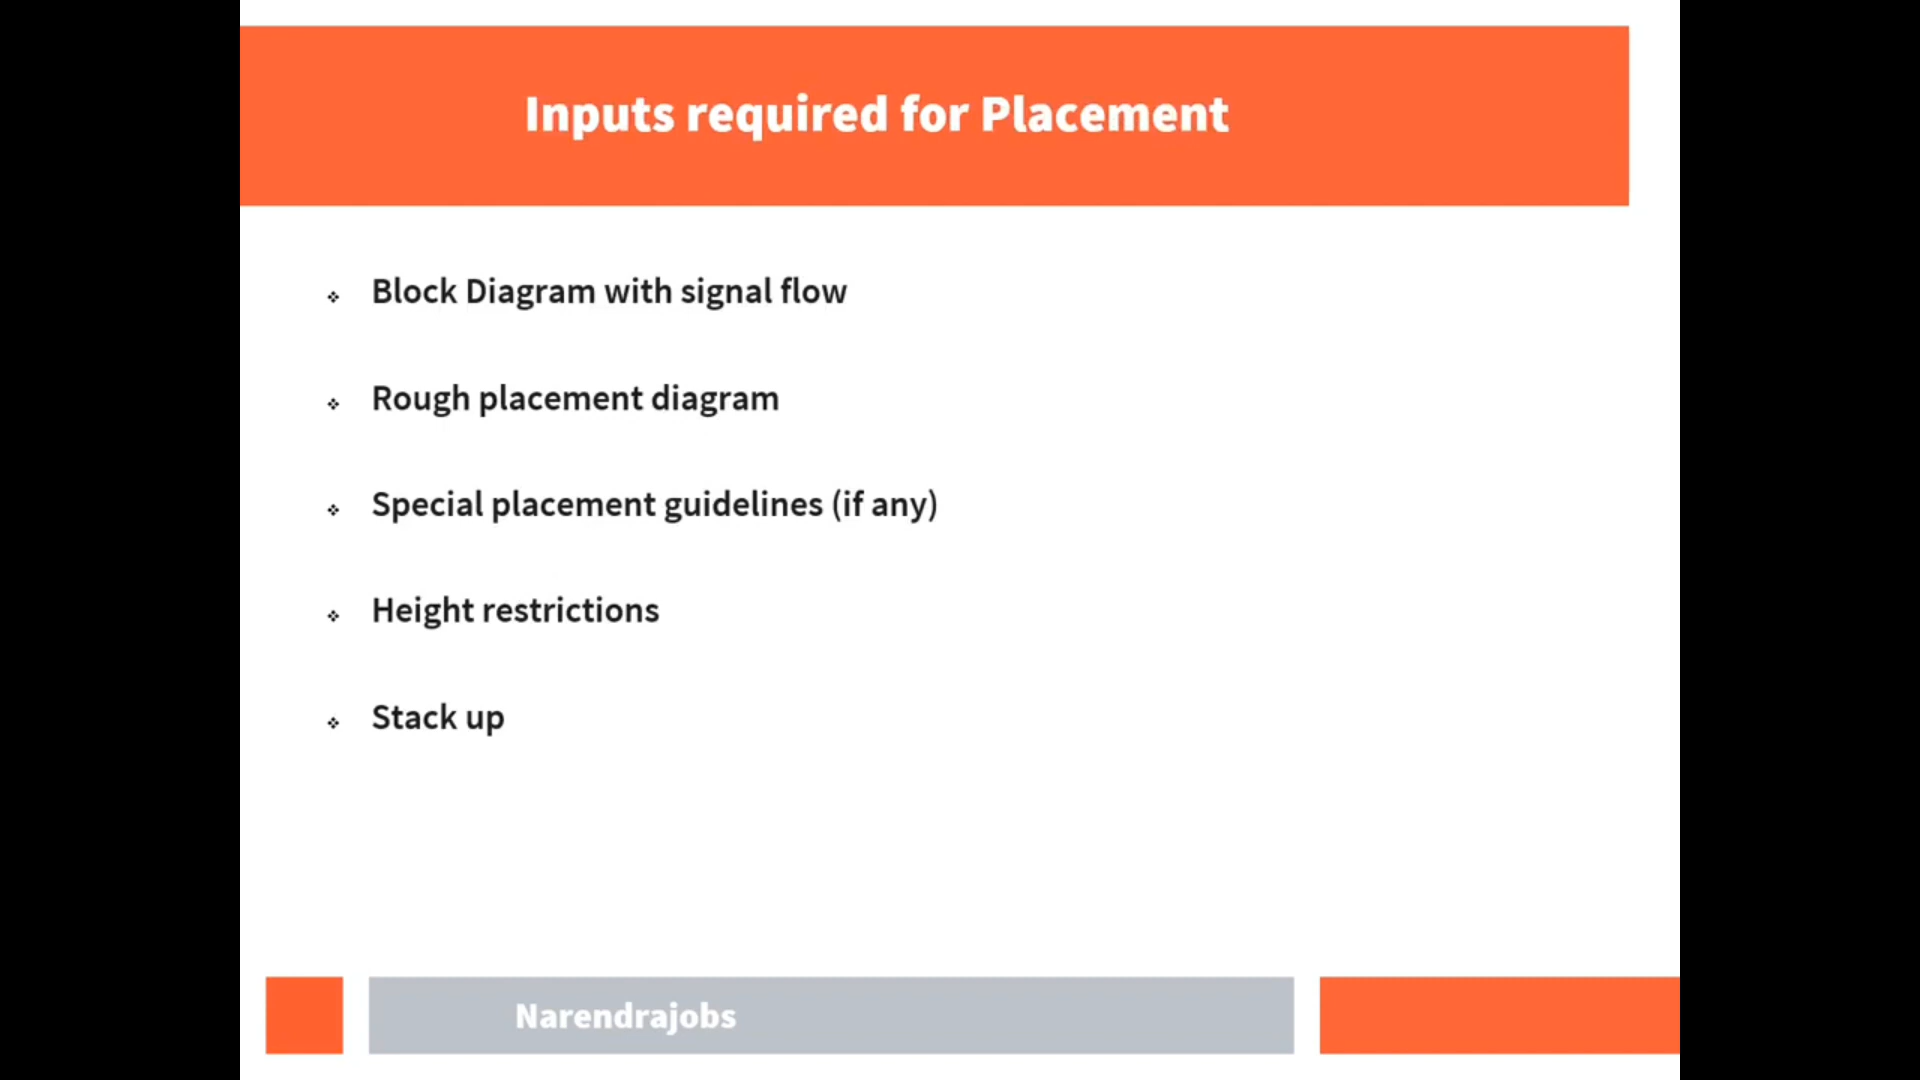 Inputs required for Placement
Block Diagram with signal flow
Rough placement diagram
Special placement guidelines (if any)
Height restrictions
Stack up
Narendrajobs